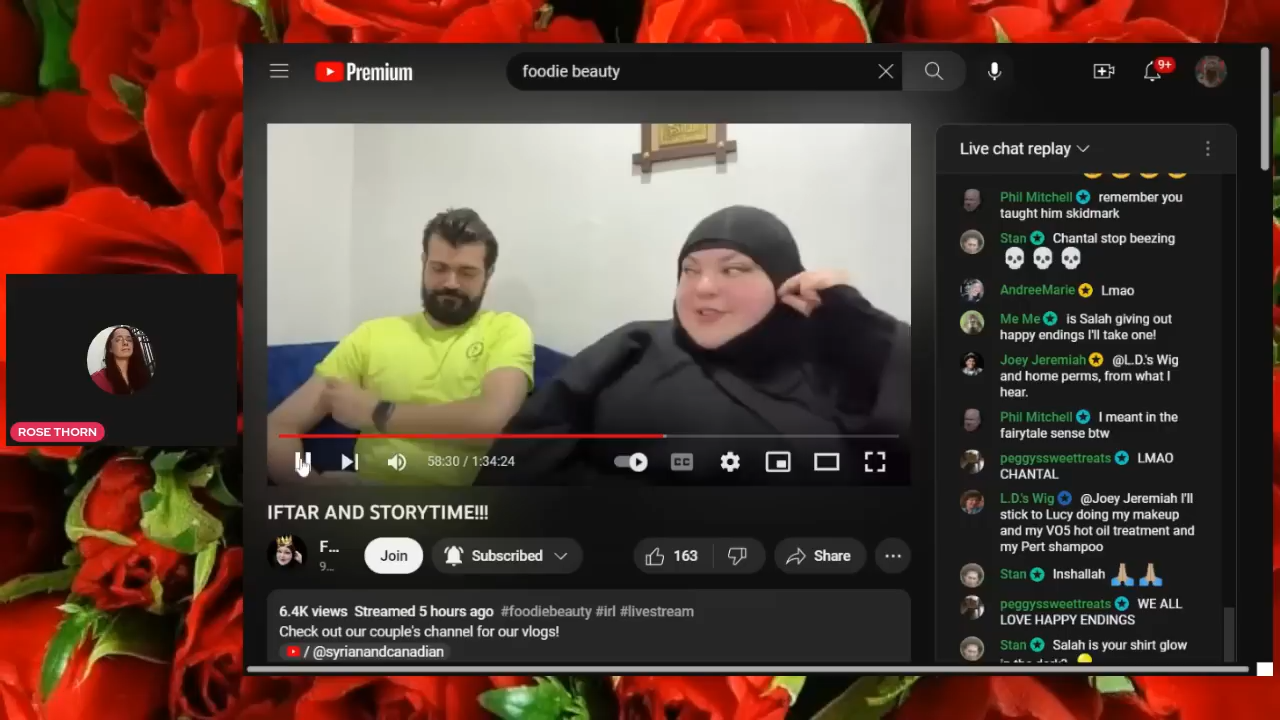 Premium
foodie beauty
9+
Live chat replay
Phil Mitchell remember you
taught him skidmark
Stan Chantal stop beezing
AndreeMarie Lmao
Me Me is Salah giving out
happy endings I'll take one!
Joey Jeremiah @L.D.'s Wig
and home perms, from what I
hear.
Phil Mitchell I meant in the
fairytale sense btw
peggyssweettreats LMAO
CHANTAL
L.D.'s Wig @Joey Jeremiah I'll
stick to Lucy doing my makeup
and my VO5 hot oil treatment and
my Pert shampoo
Stan Inshallah
peggyssweettreats WE ALL
LOVE HAPPY ENDINGS
Stan Salah is your shirt glow
in the dark?
ROSE THORN
58:30 / 1:34:24
CC
IFTAR AND STORYTIME!!!
F...
9...
Join
Subscribed
163
Share
6.4K views Streamed 5 hours ago #foodiebeauty #irl #livestream
Check out our couple's channel for our vlogs!
/ @syrianandcanadian